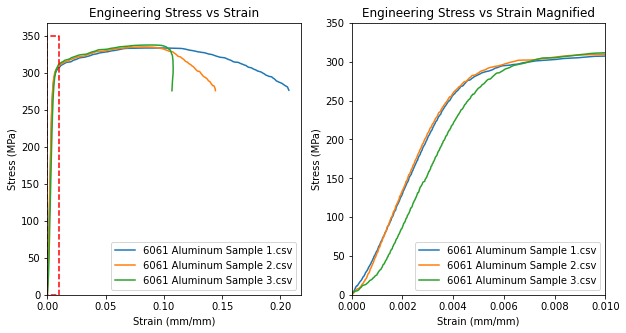 Engineering Stress vs Strain
350
300
250
200
150
100
50
0
Stress (MPa)
0.00 0.05 0.10 0.15 0.20
Strain (mm/mm)
6061 Aluminum Sample 1.csv
6061 Aluminum Sample 2.csv
6061 Aluminum Sample 3.csv
Engineering Stress vs Strain Magnified
350
300
250
200
150
100
50
0
Stress (MPa)
0.000 0.002 0.004 0.006 0.008 0.010
Strain (mm/mm)
6061 Aluminum Sample 1.csv
6061 Aluminum Sample 2.csv
6061 Aluminum Sample 3.csv